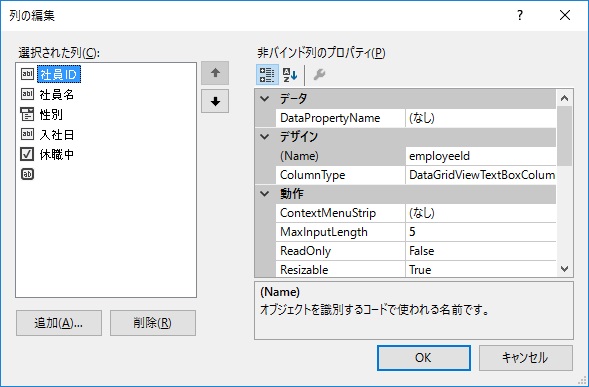 列の編集
選択された列(C):
社員ID
社員名
性別
入社日
休職中
追加(A)...
削除(R)
非バインド列のプロパティ(P)
データ
DataPropertyName (なし)
デザイン
(Name) employeeId
ColumnType DataGridViewTextBoxColum
動作
ContextMenuStrip (なし)
MaxInputLength 5
ReadOnly False
Resizable True
(Name)
オブジェクトを識別するコードで使われる名前です。
OK
キャンセル